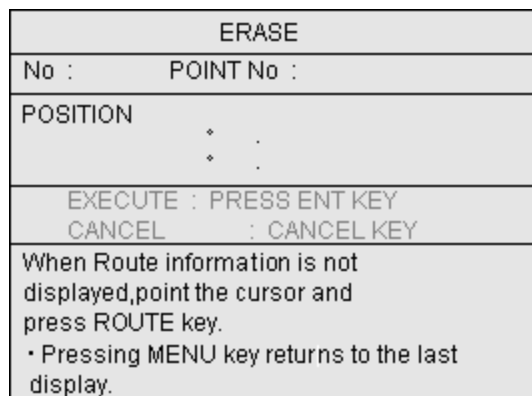 ERASE
No : POINT No :
POSITION
° .
° .
EXECUTE : PRESS ENT KEY
CANCEL : CANCEL KEY
When Route information is not
displayed,point the cursor and
press ROUTE key.
・Pressing MENU key returns to the last
display.